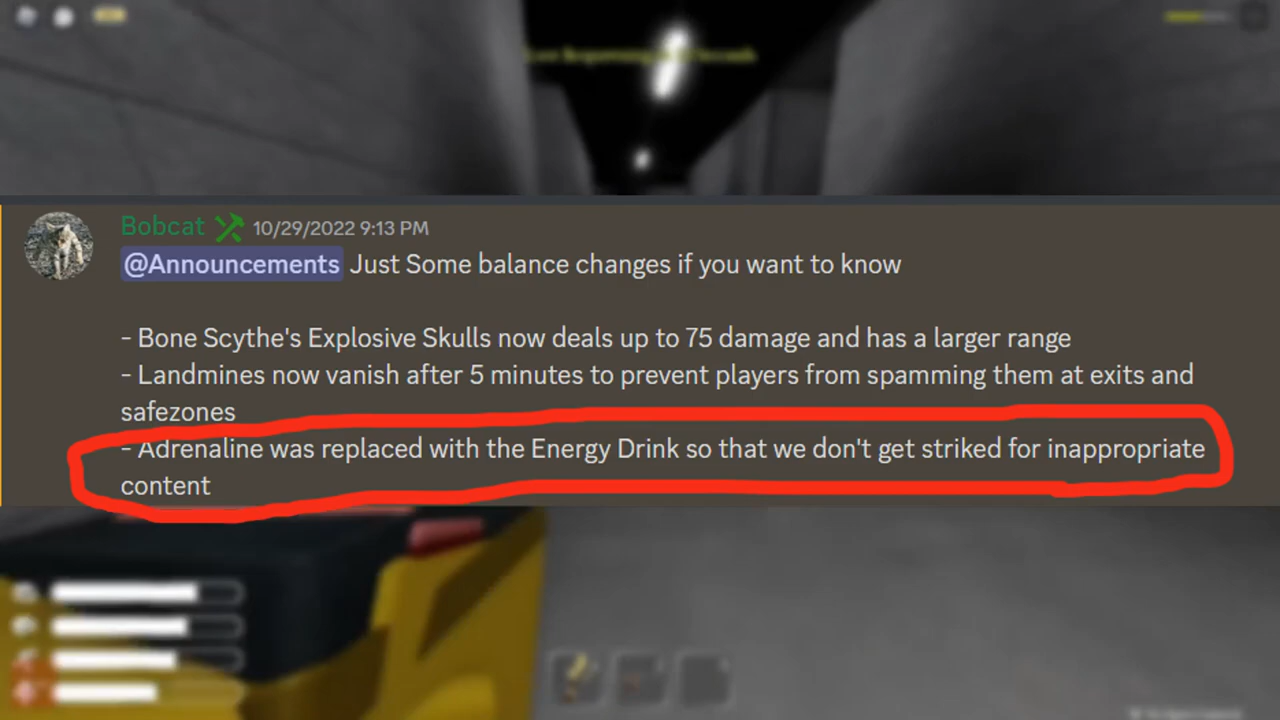 Bobcat 10/29/2022 9:13 PM
@Announcements Just Some balance changes if you want to know
- Bone Scythe's Explosive Skulls now deals up to 75 damage and has a larger range
- Landmines now vanish after 5 minutes to prevent players from spamming them at exits and
safezones
- Adrenaline was replaced with the Energy Drink so that we don't get striked for inappropriate
content